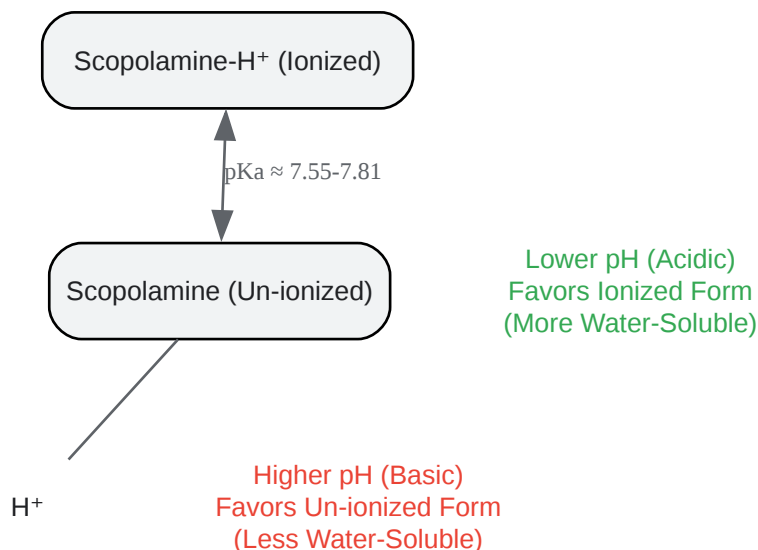 Scopolamine-H⁺ (Ionized)
pKa ≈ 7.55-7.81
Scopolamine (Un-ionized)
Lower pH (Acidic)
Favors Ionized Form
(More Water-Soluble)
Higher pH (Basic)
Favors Un-ionized Form
(Less Water-Soluble)
H⁺